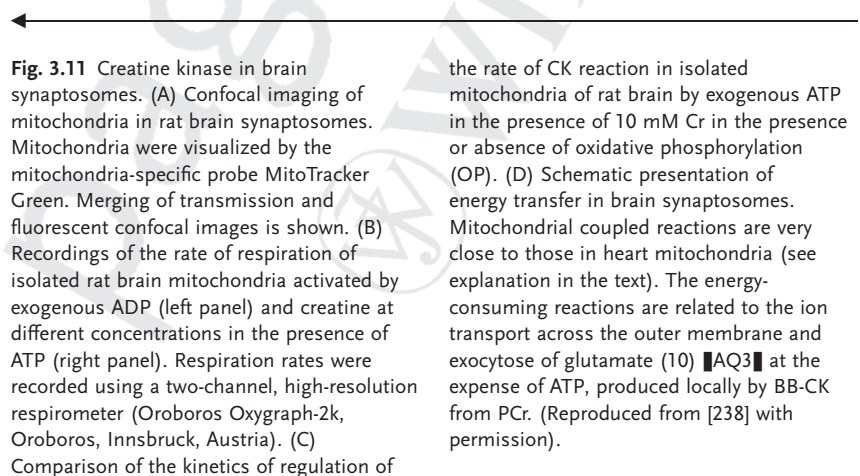 Fig. 3.11 Creatine kinase in brain
synaptosomes. (A) Confocal imaging of
mitochondria in rat brain synaptosomes.
Mitochondria were visualized by the
mitochondria-specific probe MitoTracker
Green. Merging of transmission and
fluorescent confocal images is shown. (B)
Recordings of the rate of respiration of
isolated rat brain mitochondria activated by
exogenous ADP (left panel) and creatine at
different concentrations in the presence of
ATP (right panel). Respiration rates were
recorded using a two-channel, high-resolution
respirometer (Oroboros Oxygraph-2k,
Oroboros, Innsbruck, Austria). (C)
Comparison of the kinetics of regulation of
the rate of CK reaction in isolated
mitochondria of rat brain by exogenous ATP
in the presence of 10 mM Cr in the presence
or absence of oxidative phosphorylation
(OP). (D) Schematic presentation of
energy transfer in brain synaptosomes.
Mitochondrial coupled reactions are very
close to those in heart mitochondria (see
explanation in the text). The energy-
consuming reactions are related to the ion
transport across the outer membrane and
exocytose of glutamate (10) ▌AQ3▌ at the
expense of ATP, produced locally by BB-CK
from PCr. (Reproduced from [238] with
permission).